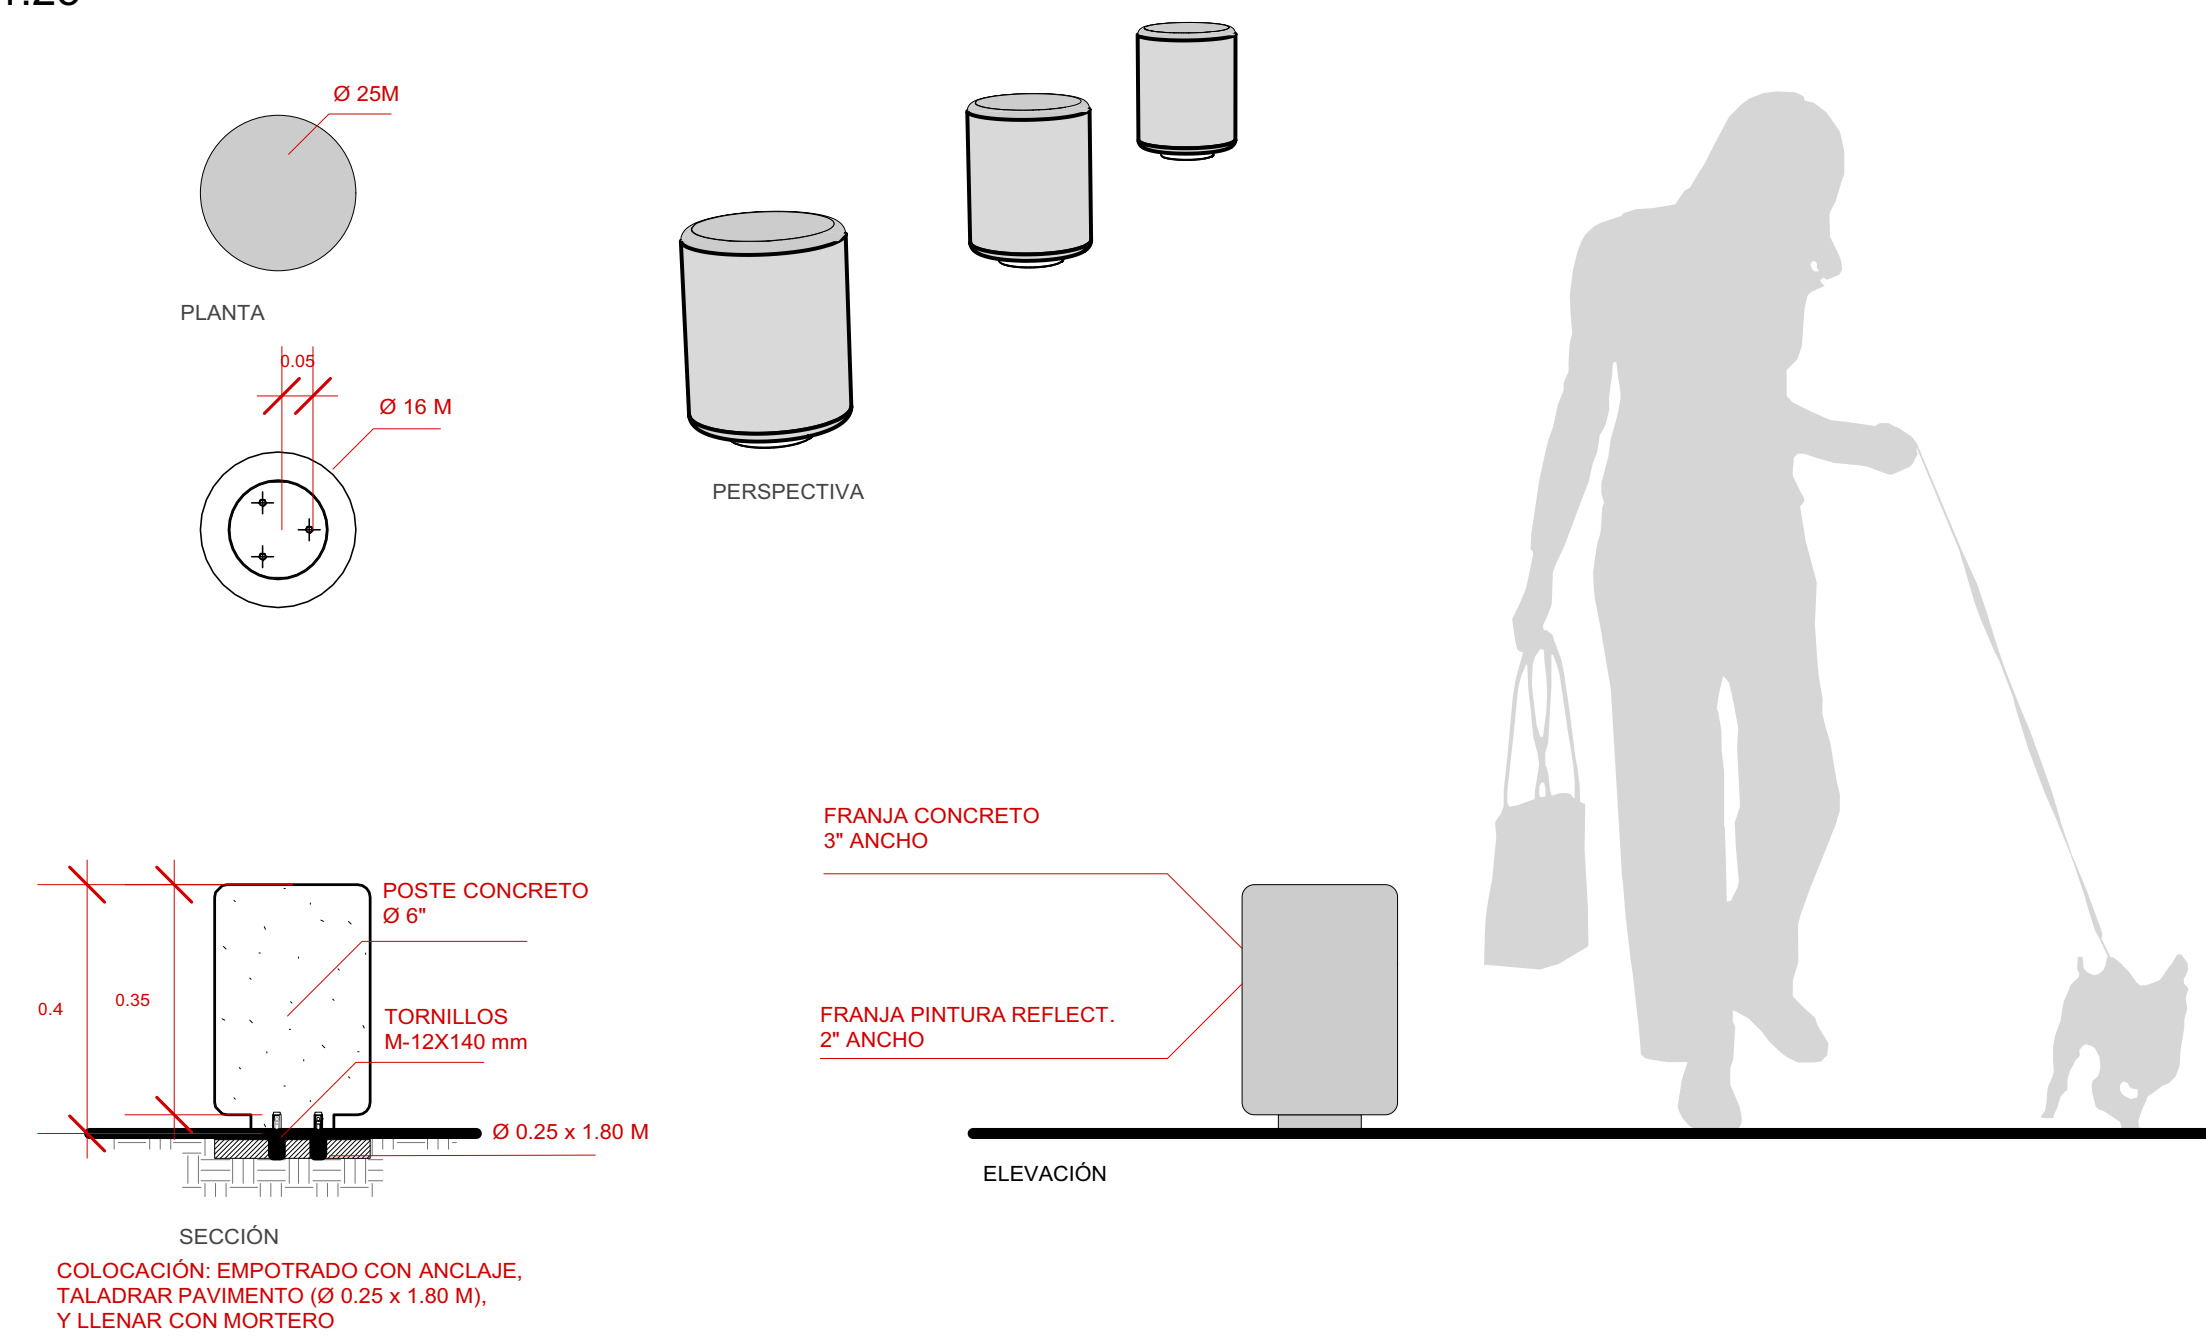 Ø 25M
PLANTA
0.05
Ø 16 M
PERSPECTIVA
FRANJA CONCRETO
3" ANCHO
POSTE CONCRETO
Ø 6"
0.4
0.35
TORNILLOS
M-12X140 mm
FRANJA PINTURA REFLECT.
2" ANCHO
Ø 0.25 x 1.80 M
ELEVACIÓN
SECCIÓN
COLOCACIÓN: EMPOTRADO CON ANCLAJE,
TALADRAR PAVIMENTO (Ø 0.25 x 1.80 M),
Y LLENAR CON MORTERO